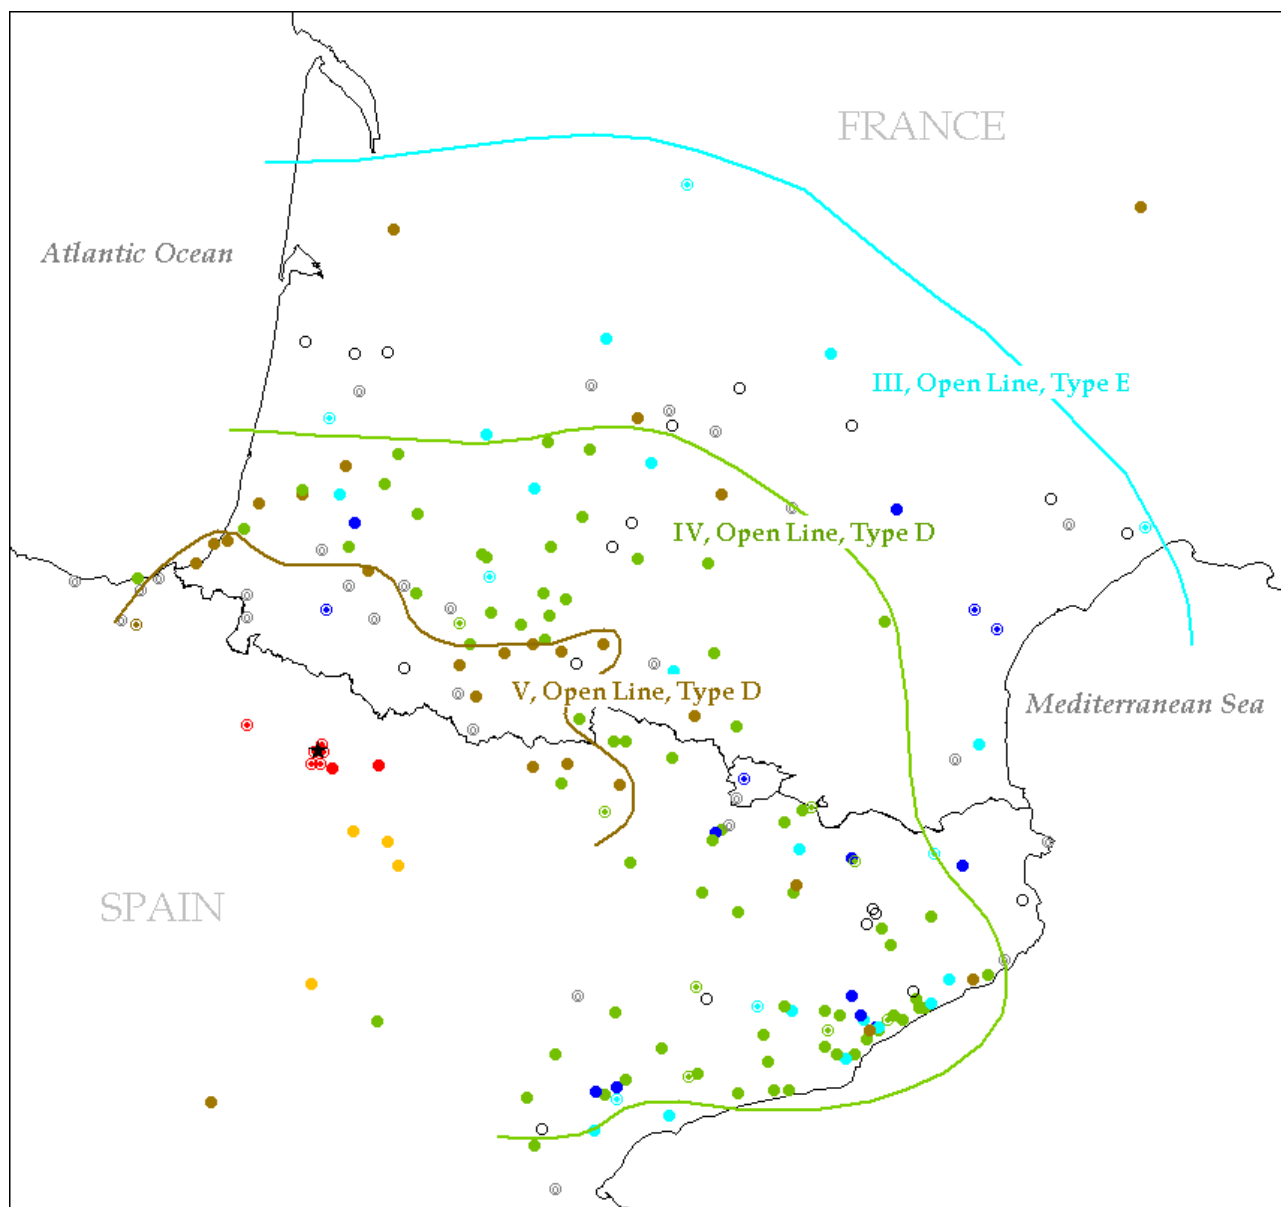 FRANCE
Atlantic Ocean
III, Open Line, Type E
IV, Open Line, Type D
V, Open Line, Type D
Mediterranean Sea
SPAIN